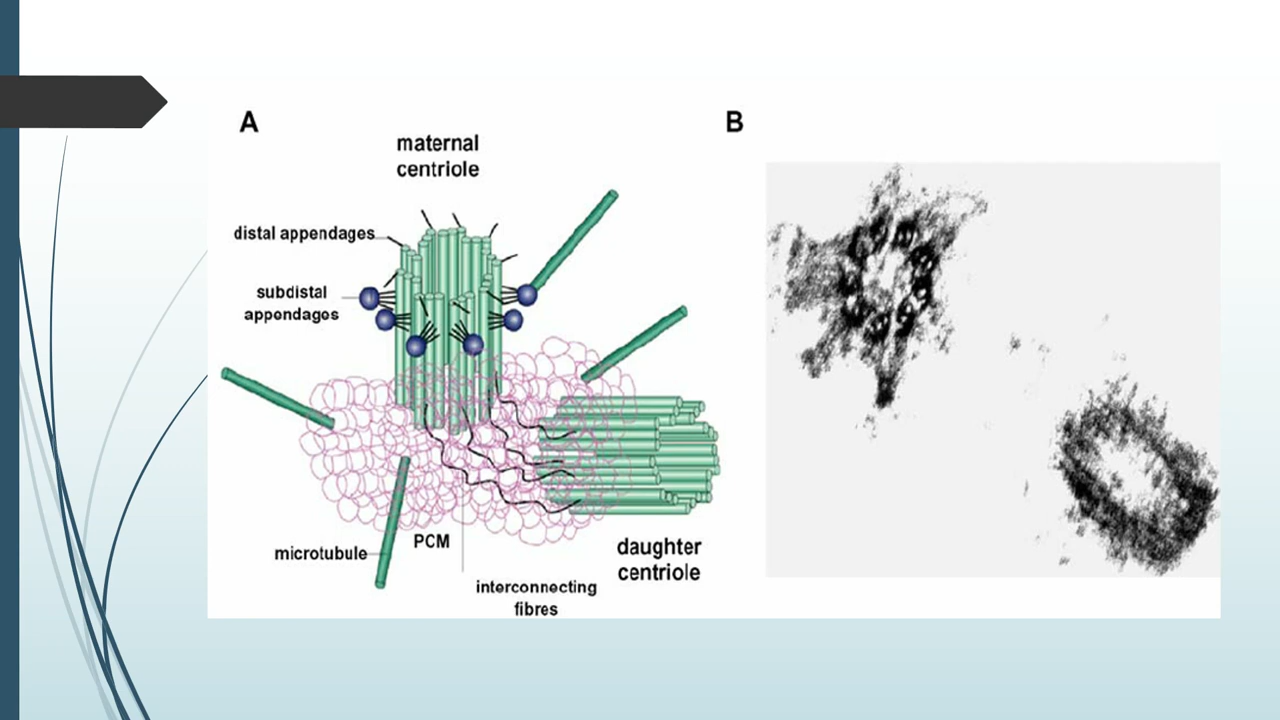 A
B
maternal
centriole
distal appendages
subdistal
appendages
microtubule
PCM
interconnecting
fibres
daughter
centriole